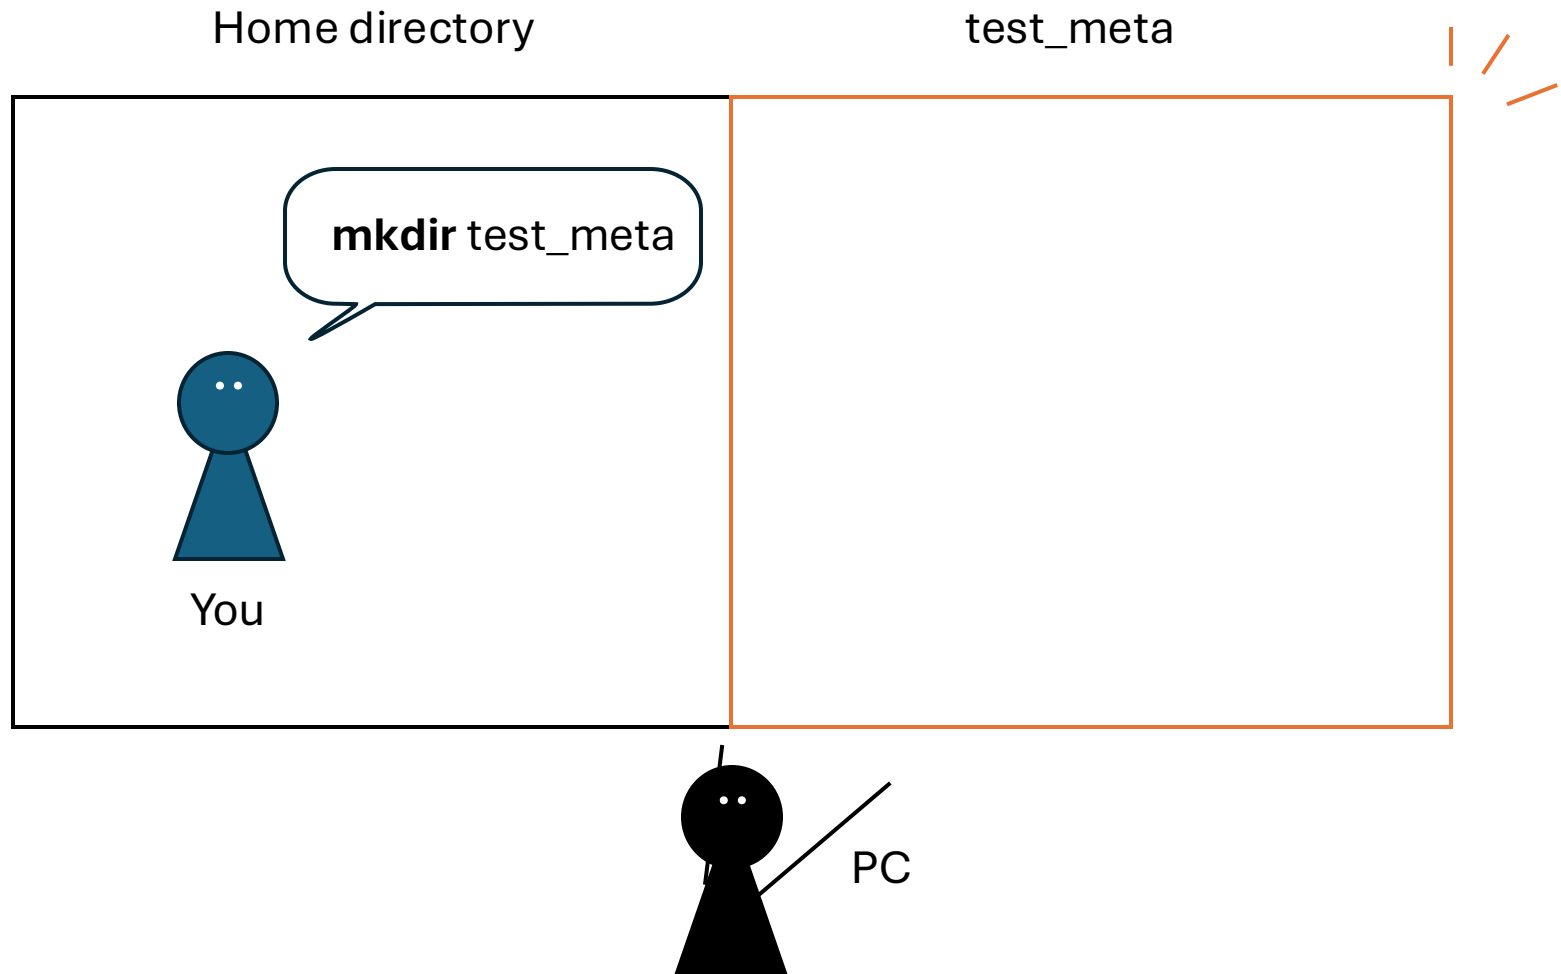 Home directory
test_meta
mkdir test_meta
You
PC